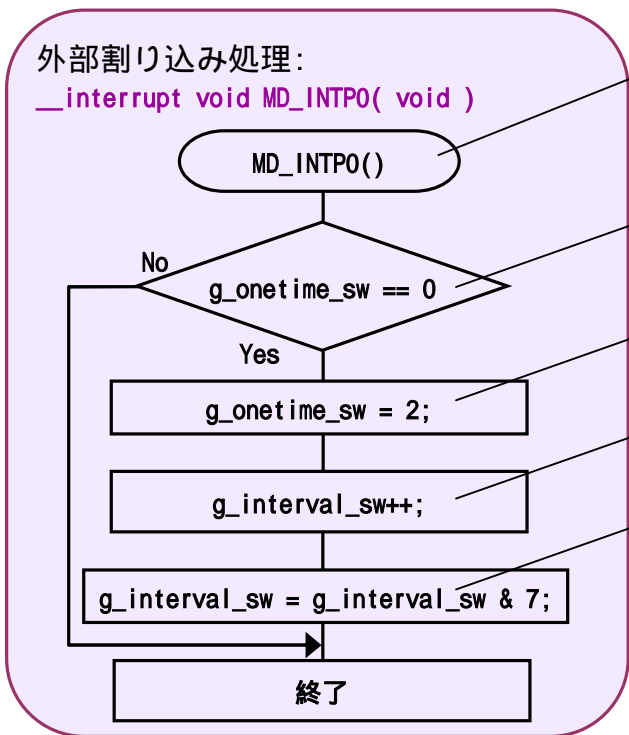 外部割り込み処理:
__interrupt void MD_INTP0( void )
MD_INTP0()
No
g_onetime_sw == 0
Yes
g_onetime_sw = 2;
g_interval_sw++;
g_interval_sw = g_interval_sw & 7;
終了